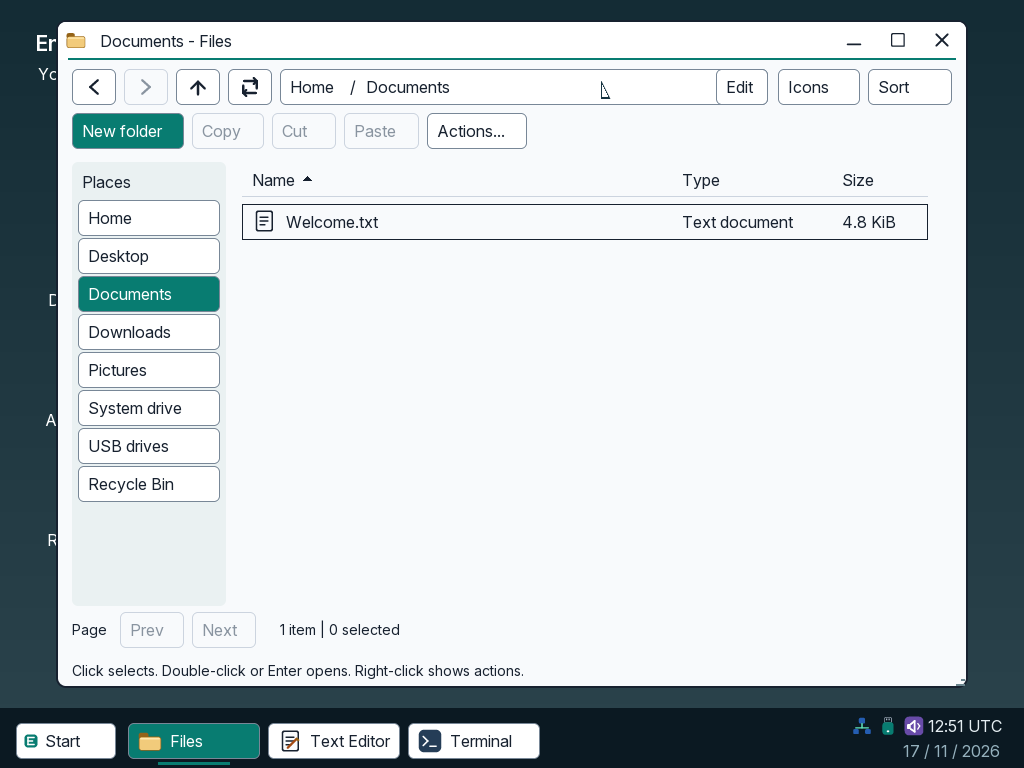 En
Yo
D
A
R
Documents - Files
Home / Documents
Edit
Icons
Sort
New folder
Copy
Cut
Paste
Actions...
Places
Home
Desktop
Documents
Downloads
Pictures
System drive
USB drives
Recycle Bin
Name Type Size
Welcome.txt Text document 4.8 KiB
Page Prev Next 1 item | 0 selected
Click selects. Double-click or Enter opens. Right-click shows actions.
Start
Files
Text Editor
Terminal
12:51 UTC
17 / 11 / 2026